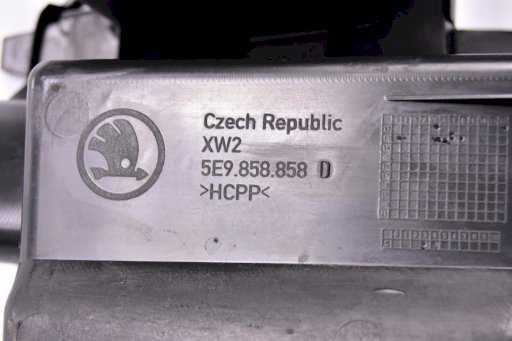 Czech Republic
XW2
5E9.858.858 D
>HCPP<